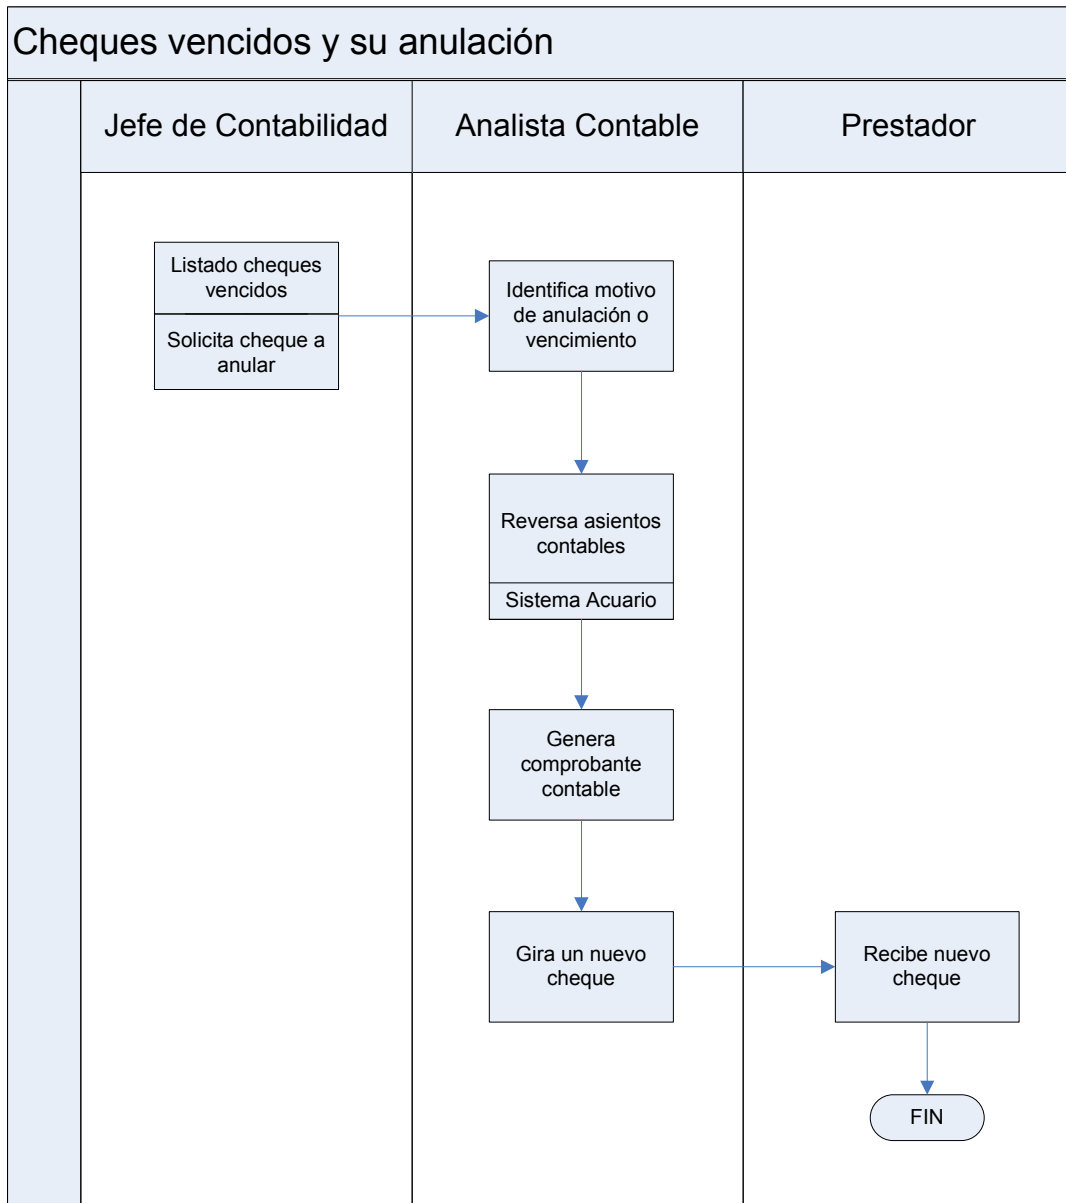 Cheques vencidos y su anulación
Jefe de Contabilidad
Analista Contable
Prestador
Listado cheques
vencidos
Solicita cheque a
anular
Identifica motivo
de anulación o
vencimiento
Reversa asientos
contables
Sistema Acuario
Genera
comprobante
contable
Gira un nuevo
cheque
Recibe nuevo
cheque
FIN